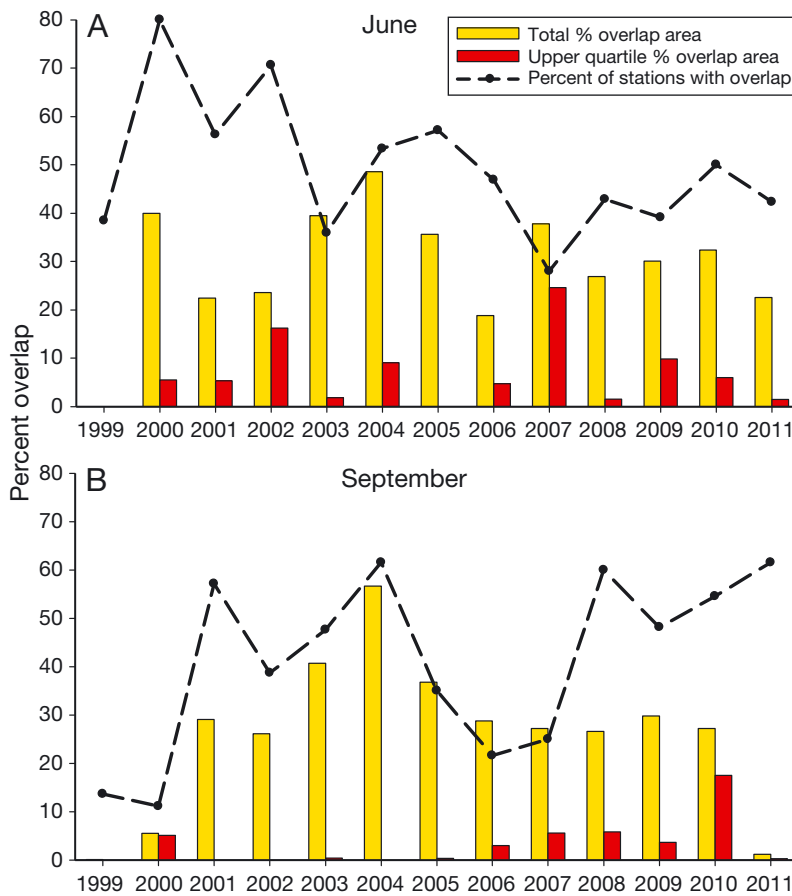 Percent overlap
A
June
Total % overlap area
Upper quartile % overlap area
Percent of stations with overlap
80
70
60
50
40
30
20
10
0
1999 2000 2001 2002 2003 2004 2005 2006 2007 2008 2009 2010 2011
B
September
80
70
60
50
40
30
20
10
0
1999 2000 2001 2002 2003 2004 2005 2006 2007 2008 2009 2010 2011